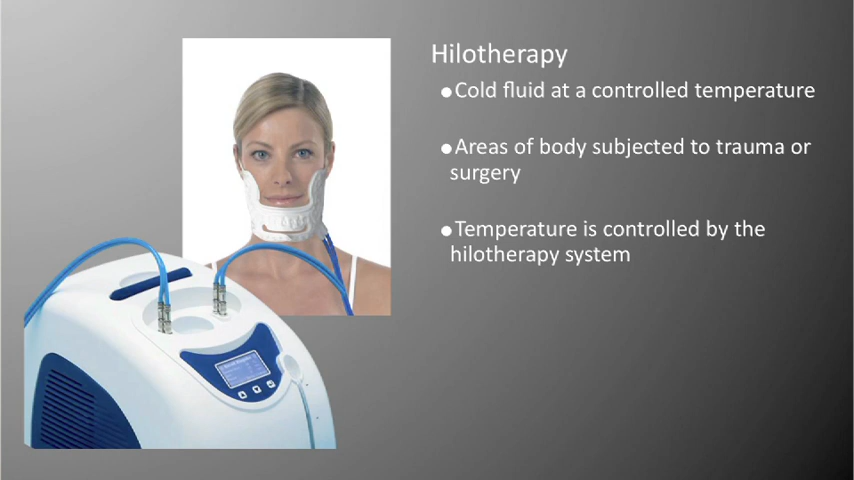 Hilotherapy
●Cold fluid at a controlled temperature
●Areas of body subjected to trauma or
surgery
●Temperature is controlled by the
hilotherapy system